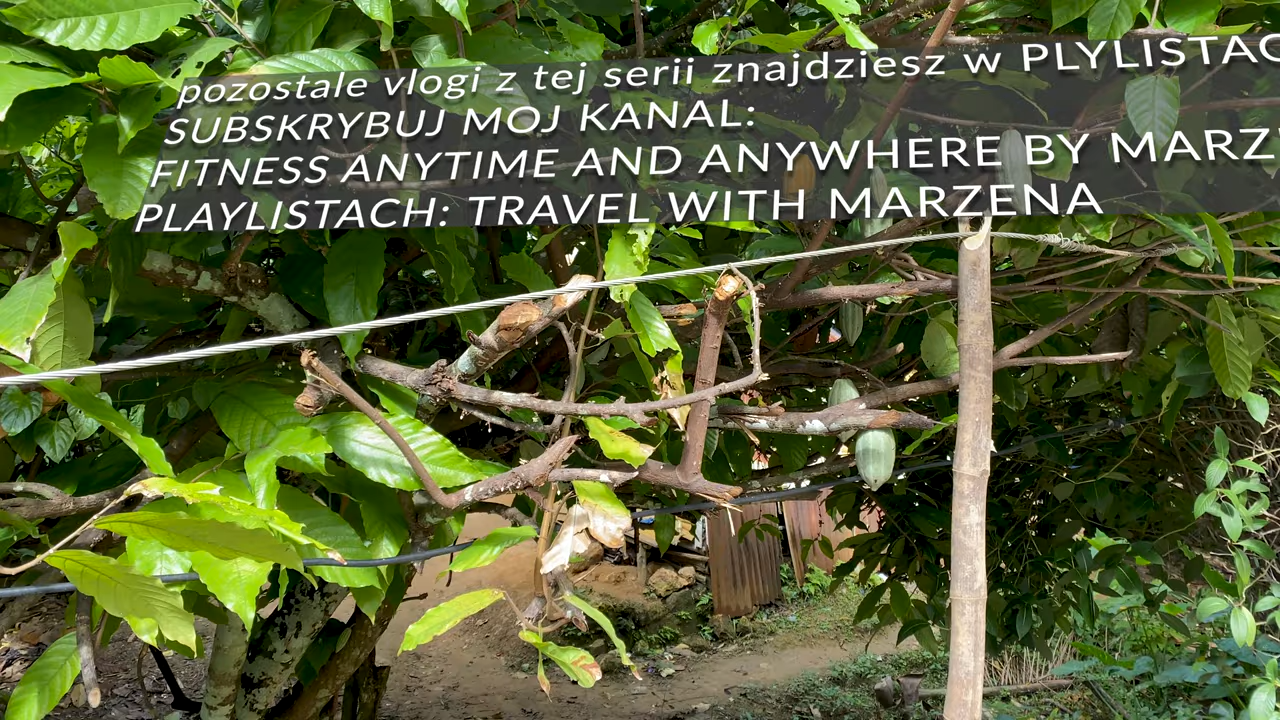 pozostale vlogi z tej serii znajdziesz w PLYLISTAC
SUBSKRYBUJ MOJ KANAL:
FITNESS ANYTIME AND ANYWHERE BY MARZ
PLAYLISTACH: TRAVEL WITH MARZENA